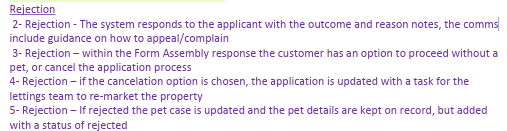 Rejection
2- Rejection - The system responds to the applicant with the outcome and reason notes, the comms
include guidance on how to appeal/complain
3- Rejection – within the Form Assembly response the customer has an option to proceed without a
pet, or cancel the application process
4- Rejection – if the cancelation option is chosen, the application is updated with a task for the
lettings team to re-market the property
5- Rejection – If rejected the pet case is updated and the pet details are kept on record, but added
with a status of rejected